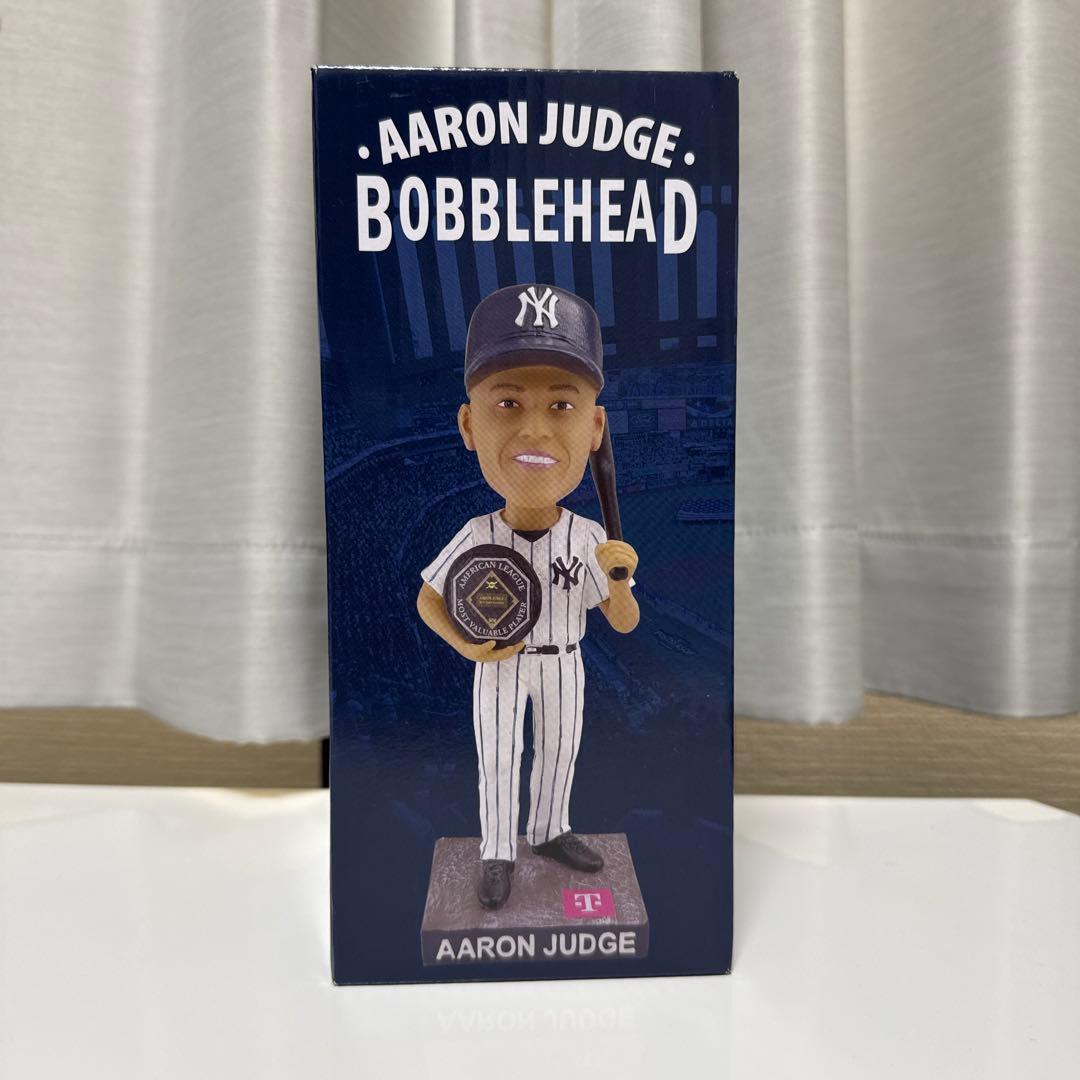 • AARON JUDGE •
BOBBLEHEAD
NY
AMERICAN LEAGUE
MOST VALUABLE PLAYER
NY
T
AARON JUDGE